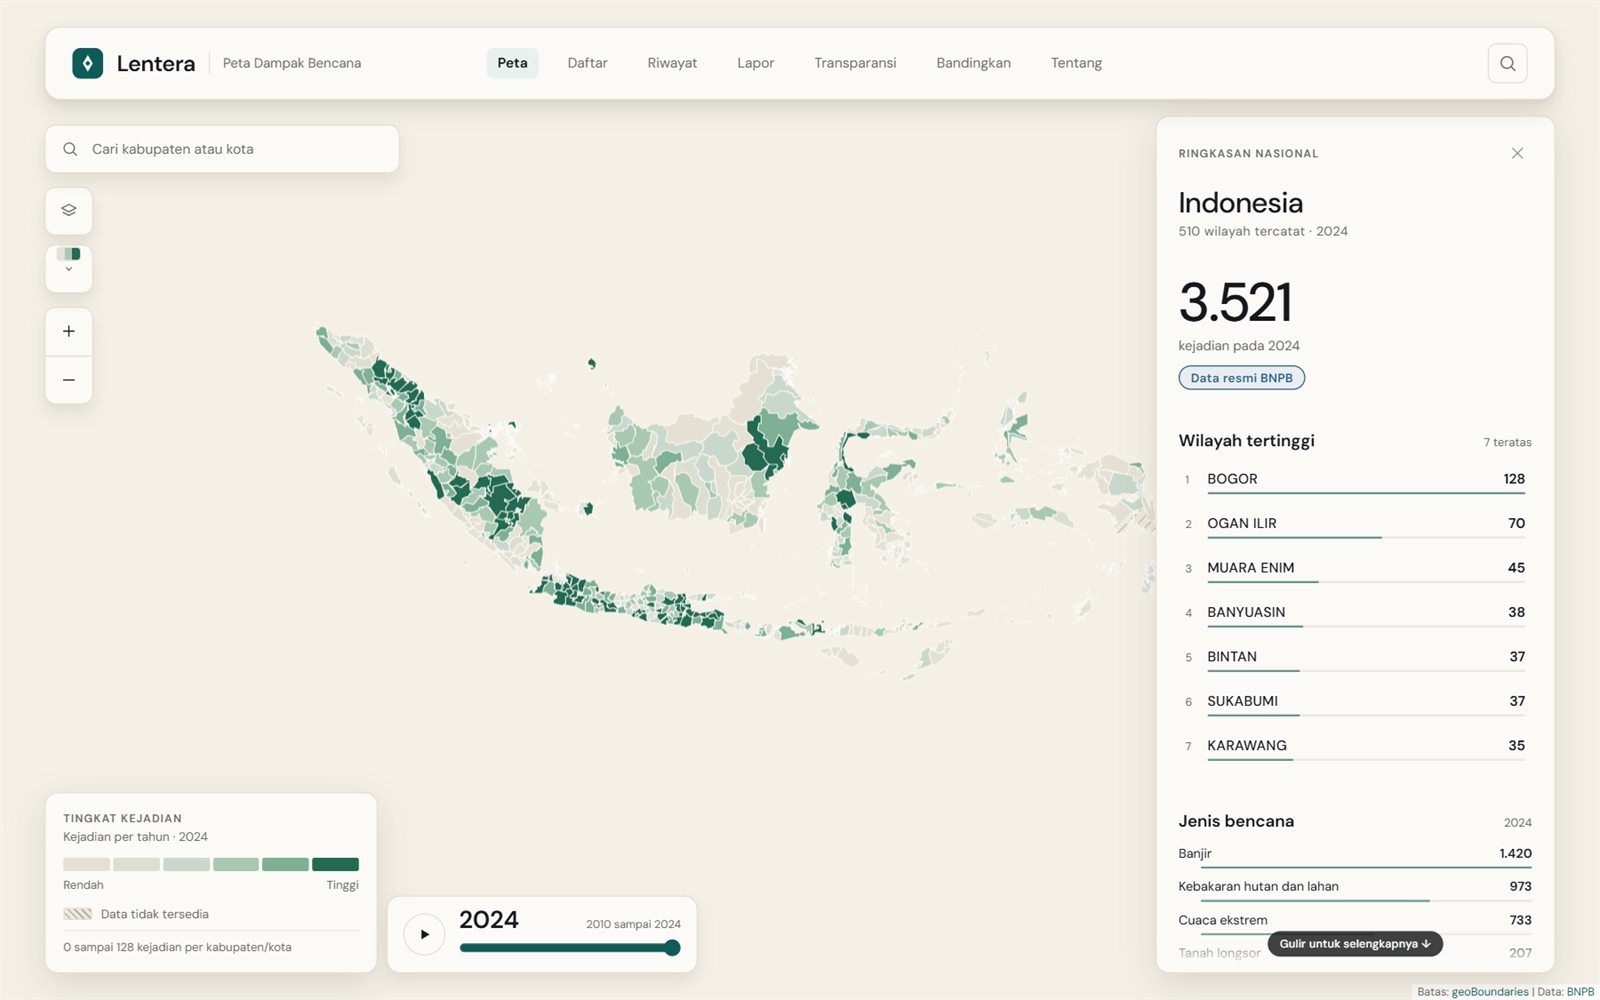 Lentera
Peta Dampak Bencana
Peta
Daftar
Riwayat
Lapor
Transparansi
Bandingkan
Tentang
Cari kabupaten atau kota
RINGKASAN NASIONAL
Indonesia
510 wilayah tercatat · 2024
3.521
kejadian pada 2024
Data resmi BNPB
Wilayah tertinggi
7 teratas
1 BOGOR 128
2 OGAN ILIR 70
3 MUARA ENIM 45
4 BANYUASIN 38
5 BINTAN 37
6 SUKABUMI 37
7 KARAWANG 35
Jenis bencana
2024
Banjir 1.420
Kebakaran hutan dan lahan 973
Cuaca ekstrem 733
Tanah longsor 207
Gulir untuk selengkapnya ↓
TINGKAT KEJADIAN
Kejadian per tahun · 2024
Rendah
Tinggi
Data tidak tersedia
0 sampai 128 kejadian per kabupaten/kota
2024
2010 sampai 2024
Batas: geoBoundaries | Data: BNPB